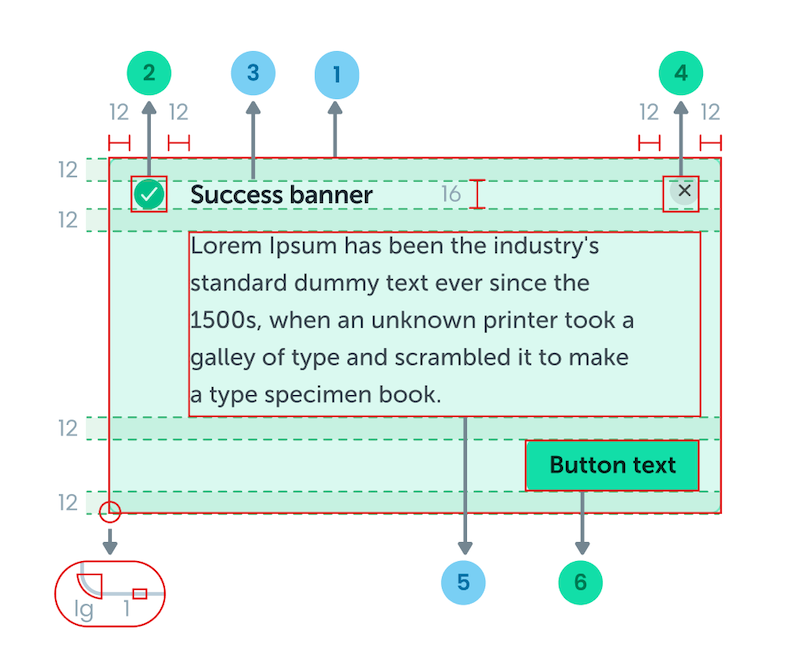 2 3 1 4
12 12 12 12
12
Success banner 16
12
Lorem Ipsum has been the industry's
standard dummy text ever since the
1500s, when an unknown printer took a
galley of type and scrambled it to make
a type specimen book.
12
Button text
12
5 6
lg 1